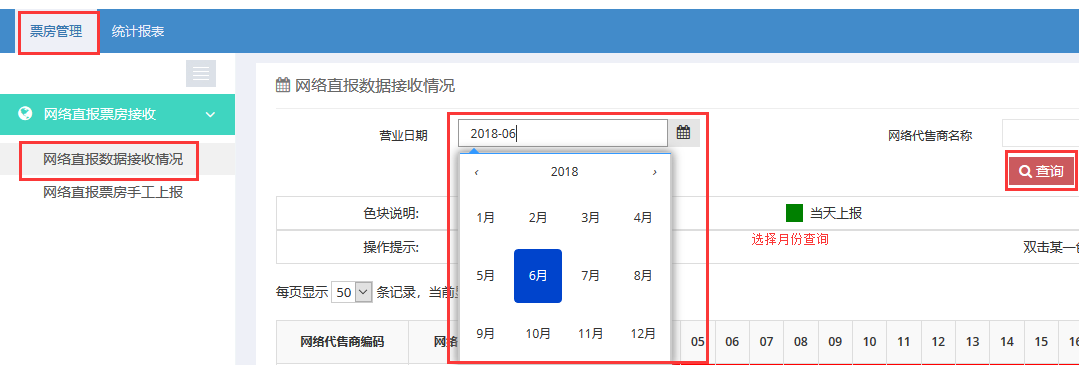 票房管理 统计报表
网络直报数据接收情况
网络直报票房接收
营业日期 2018-06 网络代售商名称
网络直报数据接收情况
‹ 2018 ›
查询
网络直报票房手工上报
1月 2月 3月 4月
色块说明: 当天上报
选择月份查询
操作提示: 双击某一
5月 6月 7月 8月
每页显示 50 条记录，当前
9月 10月 11月 12月
网络代售商编码 网络 05 06 07 08 09 10 11 12 13 14 15 16